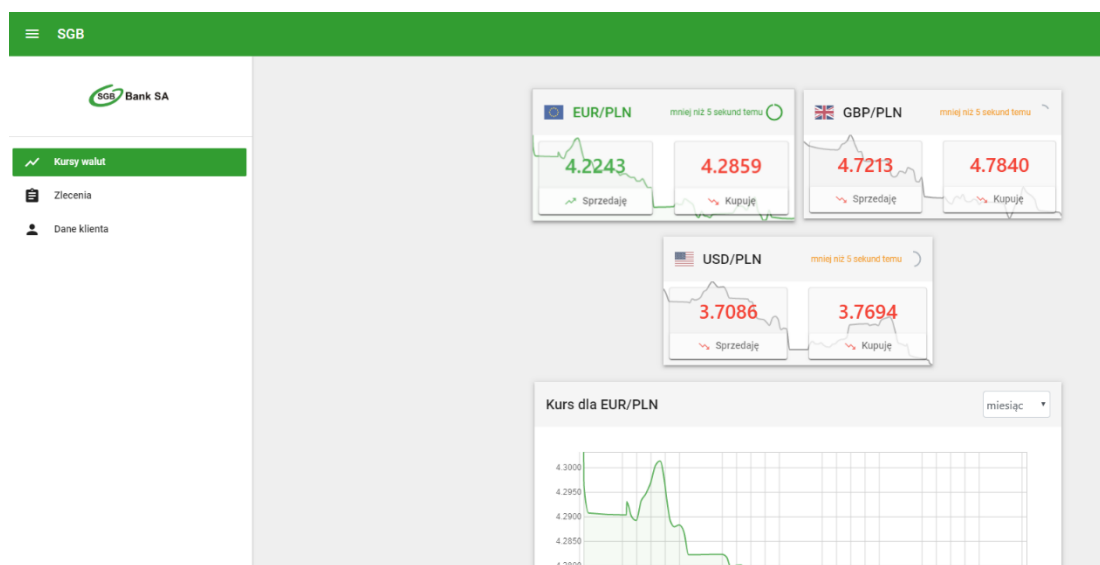 SGB
SGB Bank SA
Kursy walut
Zlecenia
Dane klienta
EUR/PLN mniej niż 5 sekund temu
4.2243 4.2859
Sprzedaję Kupuję
GBP/PLN mniej niż 5 sekund temu
4.7213 4.7840
Sprzedaję Kupuję
USD/PLN mniej niż 5 sekund temu
3.7086 3.7694
Sprzedaję Kupuję
Kurs dla EUR/PLN miesiąc
4.3000
4.2950
4.2900
4.2850
4.2800